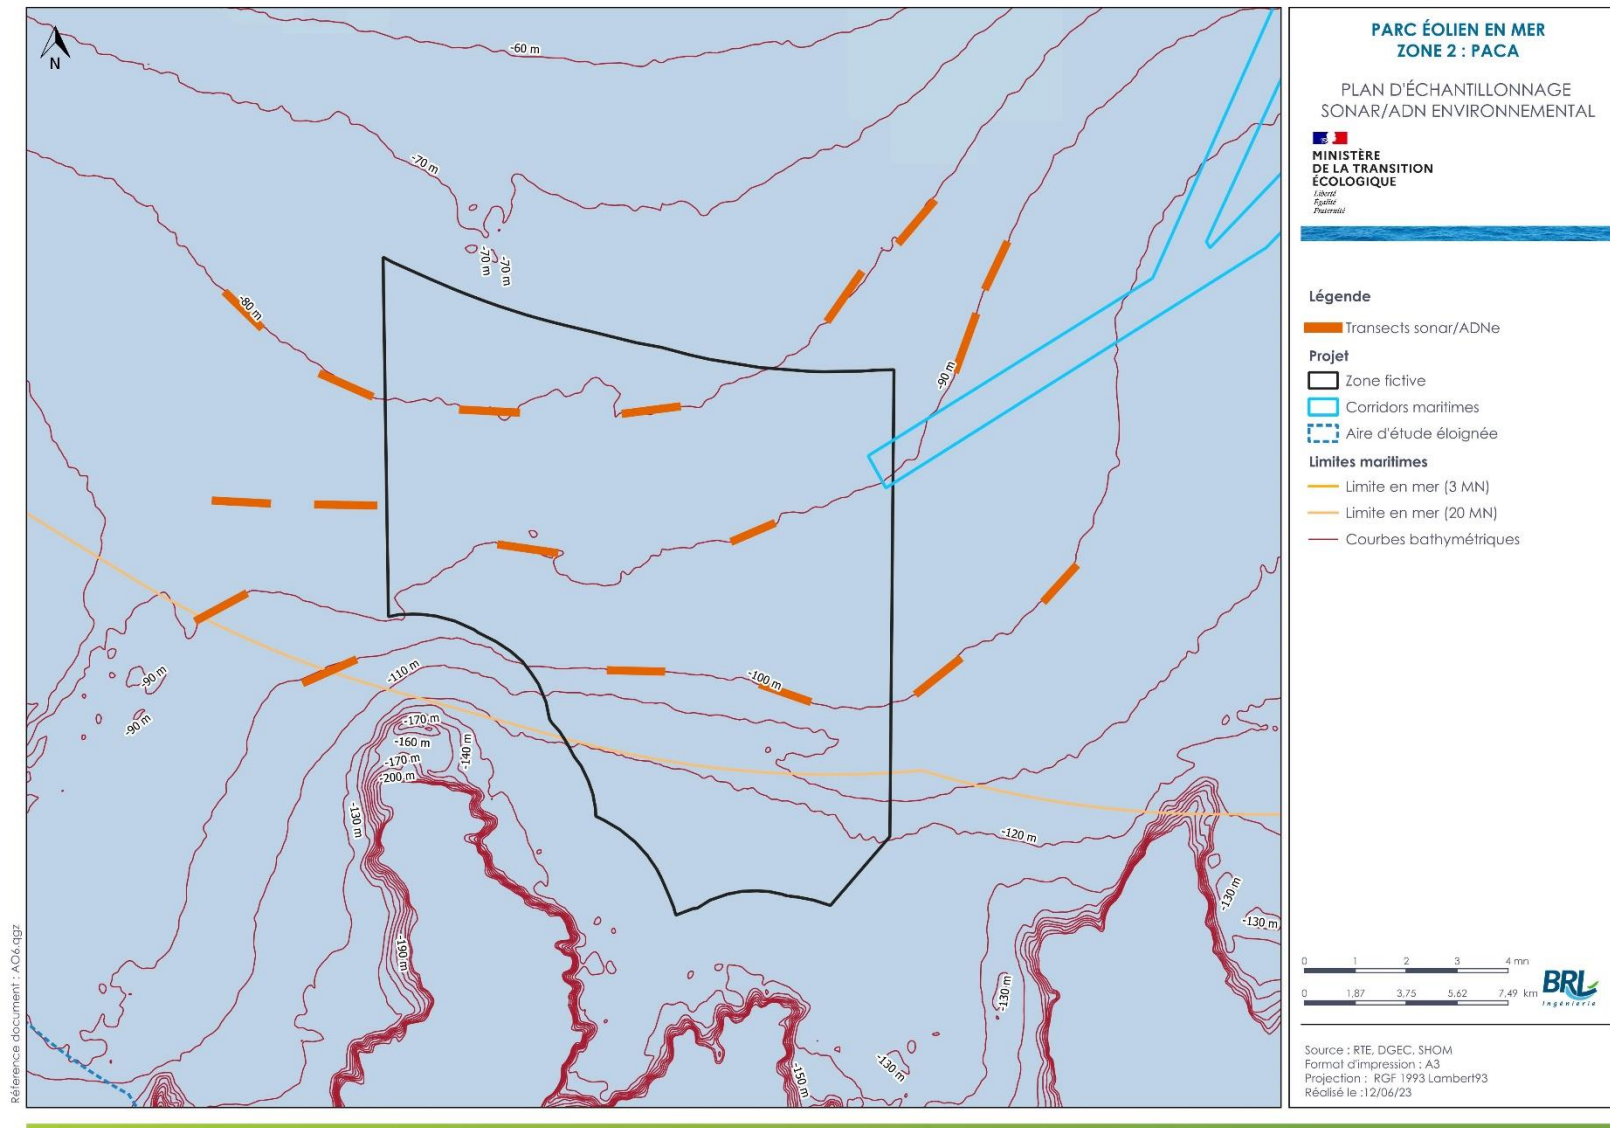 N
-60 m
-70 m
-70 m
-70 m
-80 m
-90 m
-90 m
-90 m
-100 m
-110 m
-170 m
-160 m
-170 m
-200 m
-140 m
-130 m
-190 m
-120 m
-130 m
-130 m
-130 m
-130 m
-150 m
Réference document : AO6.qgz
PARC ÉOLIEN EN MER
ZONE 2 : PACA
PLAN D'ÉCHANTILLONNAGE
SONAR/ADN ENVIRONNEMENTAL
MINISTÈRE
DE LA TRANSITION
ÉCOLOGIQUE
Liberté
Égalité
Fraternité
Légende
Transects sonar/ADNe
Projet
Zone fictive
Corridors maritimes
Aire d'étude éloignée
Limites maritimes
Limite en mer (3 MN)
Limite en mer (20 MN)
Courbes bathymétriques
0 1 2 3 4 mn
0 1,87 3,75 5,62 7,49 km
BRL
Ingénierie
Source : RTE, DGEC, SHOM
Format d'impression : A3
Projection : RGF 1993 Lambert93
Réalisé le :12/06/23